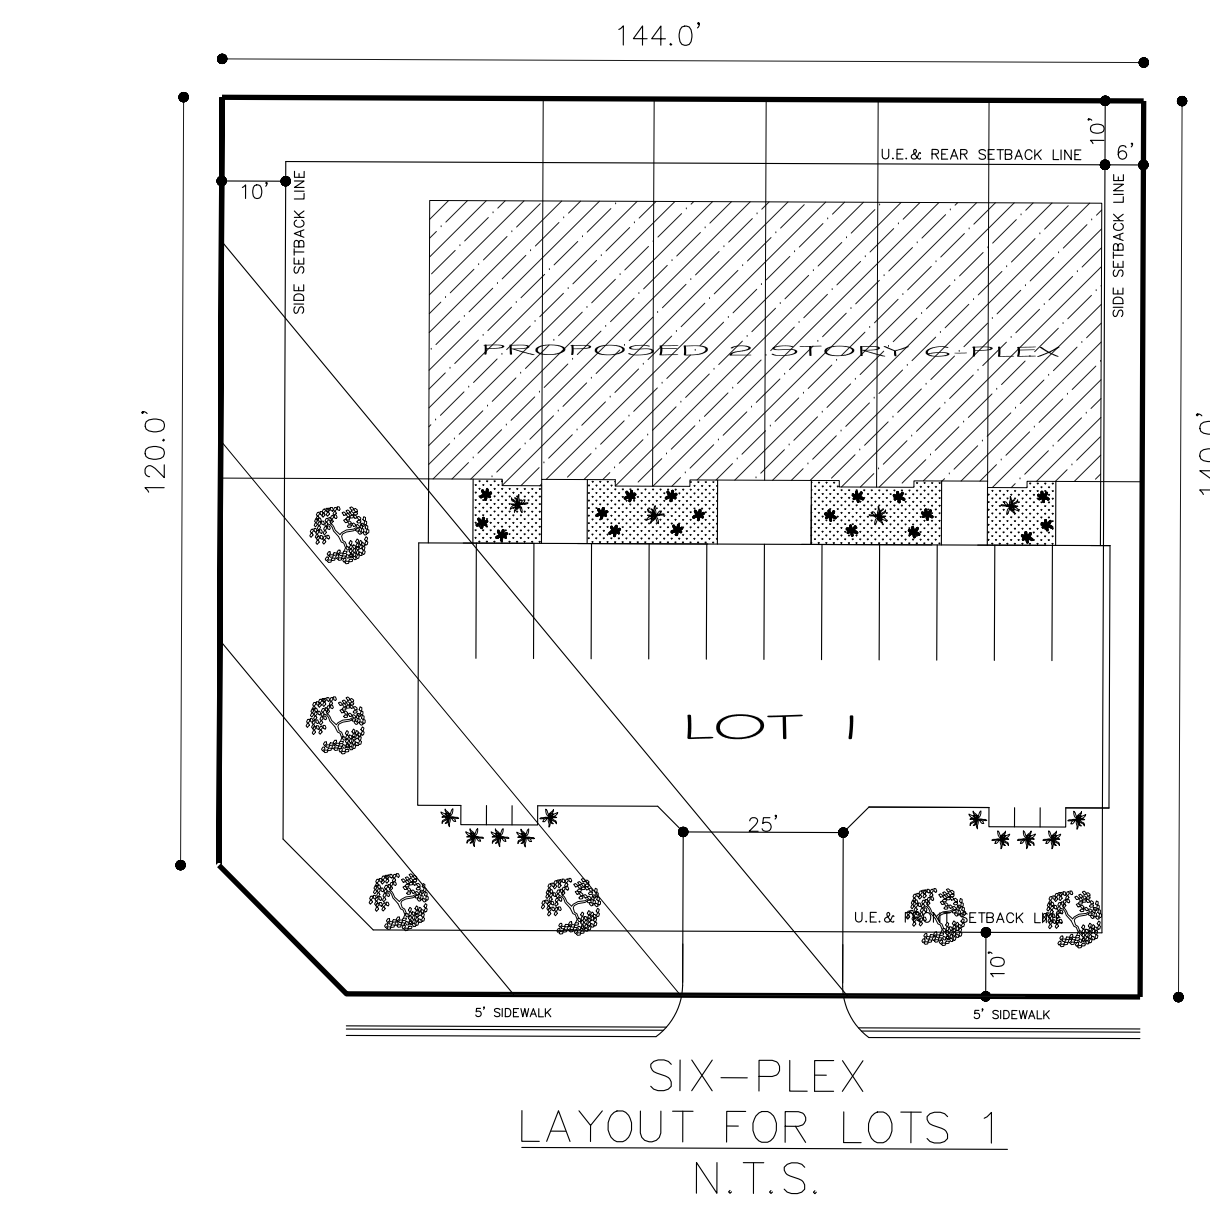 144.0'
10'
U.E.& REAR SETBACK LINE
6'
10'
SIDE SETBACK LINE
SIDE SETBACK LINE
PROPOSED 2 STORY 6-PLEX
120.0'
140.0'
LOT 1
25'
U.E.& FRONT SETBACK LINE
10'
5' SIDEWALK
5' SIDEWALK
SIX-PLEX
LAYOUT FOR LOTS 1
N.T.S.